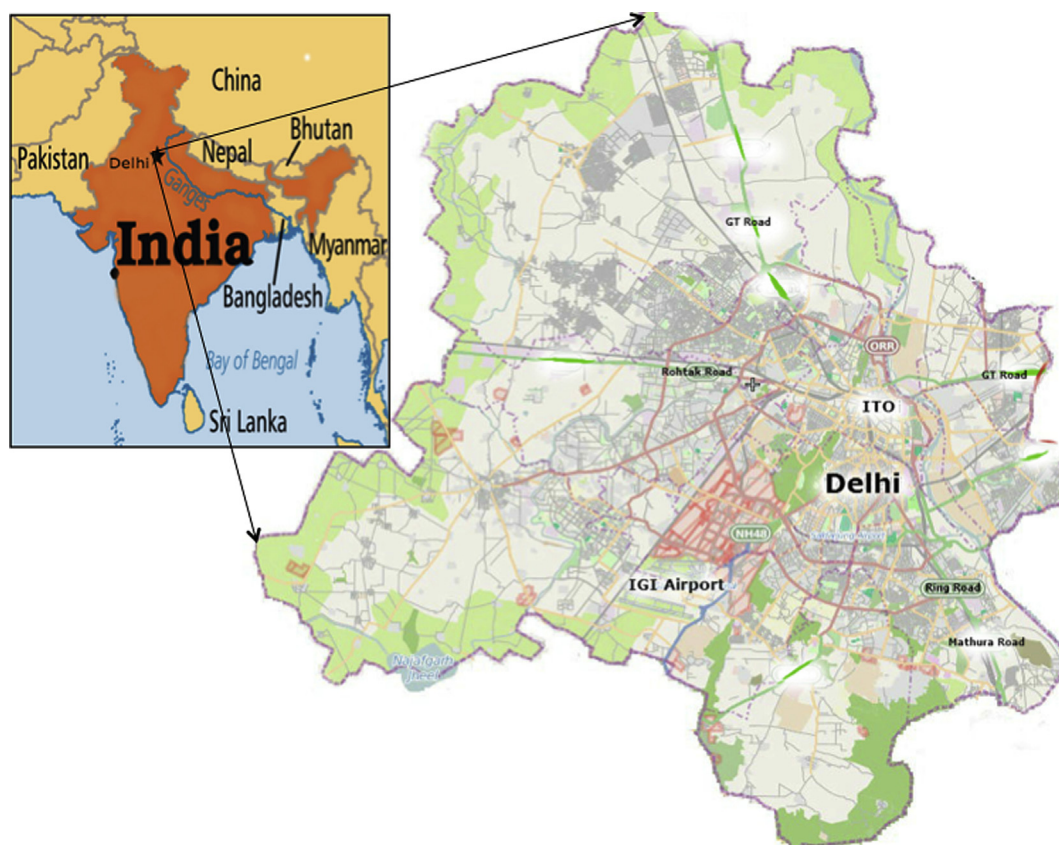 China
Bhutan
Pakistan
Delhi
Nepal
Ganges
India
Myanmar
Bangladesh
Bay of Bengal
Sri Lanka
GT Road
ORR
Rohtak Road
GT Road
ITO
Delhi
NH48
IGI Airport
Ring Road
Mathura Road
Najafgarh
Jheel